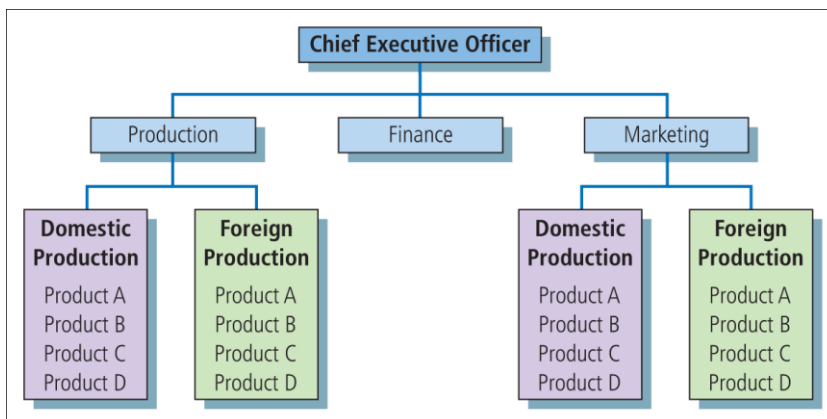 Chief Executive Officer
Production
Finance
Marketing
Domestic
Production
Product A
Product B
Product C
Product D
Foreign
Production
Product A
Product B
Product C
Product D
Domestic
Production
Product A
Product B
Product C
Product D
Foreign
Production
Product A
Product B
Product C
Product D